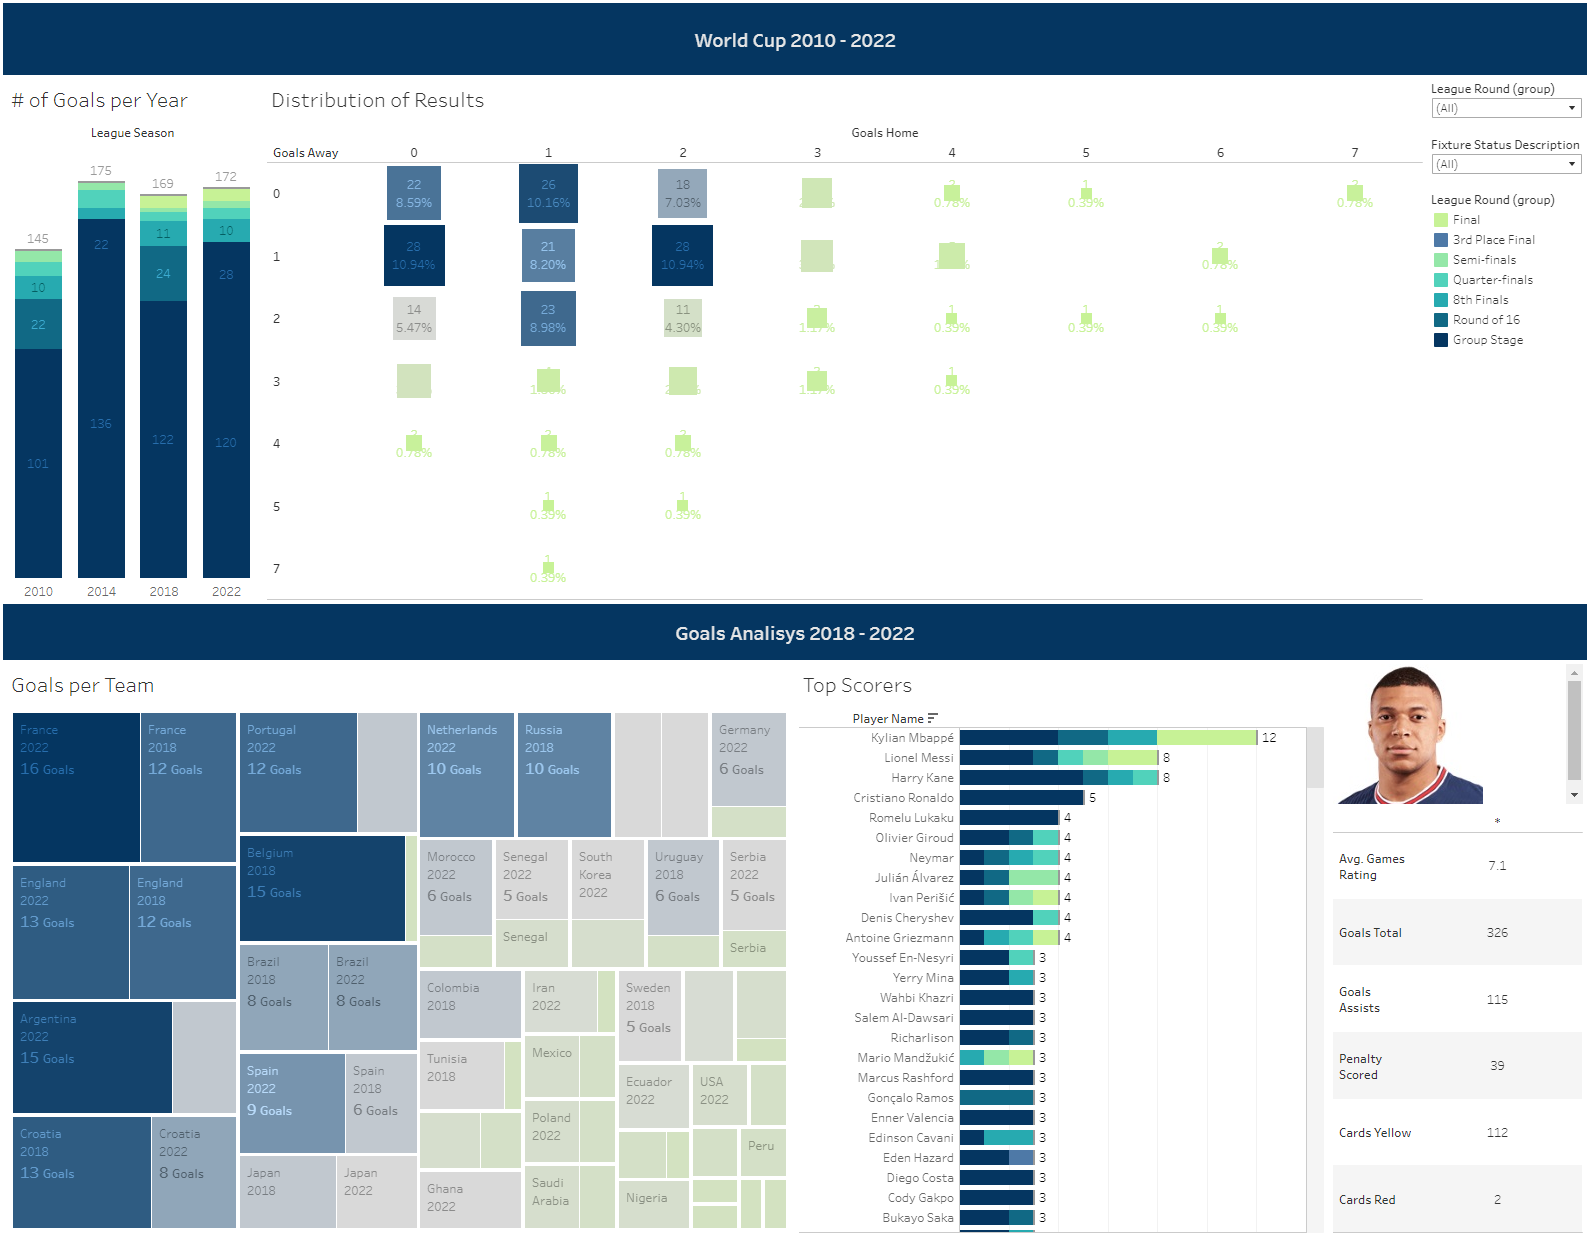 World Cup 2010 - 2022
# of Goals per Year
League Season
175
172
169
145
22
11
10
24
28
10
22
136
122
120
101
2010 2014 2018 2022
Distribution of Results
Goals Home
Goals Away 0 1 2 3 4 5 6 7
0 22 26 18 2 1 2
8.59% 10.16% 7.03% 0.78% 0.39% 0.78%
1 28 21 28 2
10.94% 8.20% 10.94% 0.78%
2 14 23 11 3 1 1 1
5.47% 8.98% 4.30% 1.17% 0.39% 0.39% 0.39%
3 3 1
1.17% 0.39%
4 2 2 2
0.78% 0.78% 0.78%
5 1 1
0.39% 0.39%
7 1
0.39%
League Round (group)
(All)
Fixture Status Description
(All)
League Round (group)
Final
3rd Place Final
Semi-finals
Quarter-finals
8th Finals
Round of 16
Group Stage
Goals Analisys 2018 - 2022
Goals per Team
France
2022
16 Goals
France
2018
12 Goals
England
2022
13 Goals
England
2018
12 Goals
Argentina
2022
15 Goals
Croatia
2018
13 Goals
Croatia
2022
8 Goals
Portugal
2022
12 Goals
Belgium
2018
15 Goals
Brazil
2018
8 Goals
Brazil
2022
8 Goals
Spain
2022
9 Goals
Spain
2018
6 Goals
Japan
2018
Japan
2022
Netherlands
2022
10 Goals
Russia
2018
10 Goals
Germany
2022
6 Goals
Morocco
2022
6 Goals
Senegal
2022
5 Goals
Senegal
South
Korea
2022
Uruguay
2018
6 Goals
Serbia
2022
5 Goals
Serbia
Colombia
2018
Tunisia
2018
Ghana
2022
Iran
2022
Mexico
Poland
2022
Saudi
Arabia
Sweden
2018
5 Goals
Ecuador
2022
USA
2022
Peru
Nigeria
Top Scorers
Player Name
Kylian Mbappé 12
Lionel Messi 8
Harry Kane 8
Cristiano Ronaldo 5
Romelu Lukaku 4
Olivier Giroud 4
Neymar 4
Julián Álvarez 4
Ivan Perišić 4
Denis Cheryshev 4
Antoine Griezmann 4
Youssef En-Nesyri 3
Yerry Mina 3
Wahbi Khazri 3
Salem Al-Dawsari 3
Richarlison 3
Mario Mandžukić 3
Marcus Rashford 3
Gonçalo Ramos 3
Enner Valencia 3
Edinson Cavani 3
Eden Hazard 3
Diego Costa 3
Cody Gakpo 3
Bukayo Saka 3
*
Avg. Games
Rating 7.1
Goals Total 326
Goals
Assists 115
Penalty
Scored 39
Cards Yellow 112
Cards Red 2